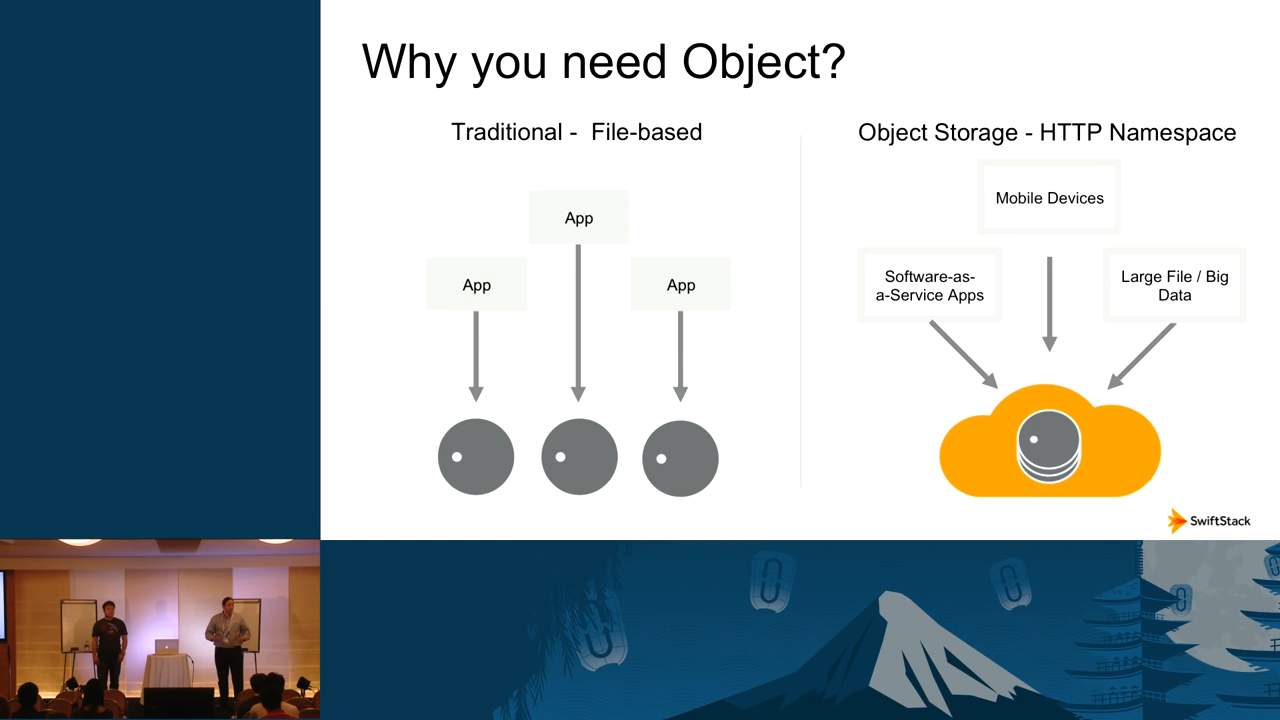 Why you need Object?
Traditional -  File-based
App
App
App
Object Storage - HTTP Namespace
Mobile Devices
Software-as-
a-Service Apps
Large File / Big
Data
SwiftStack